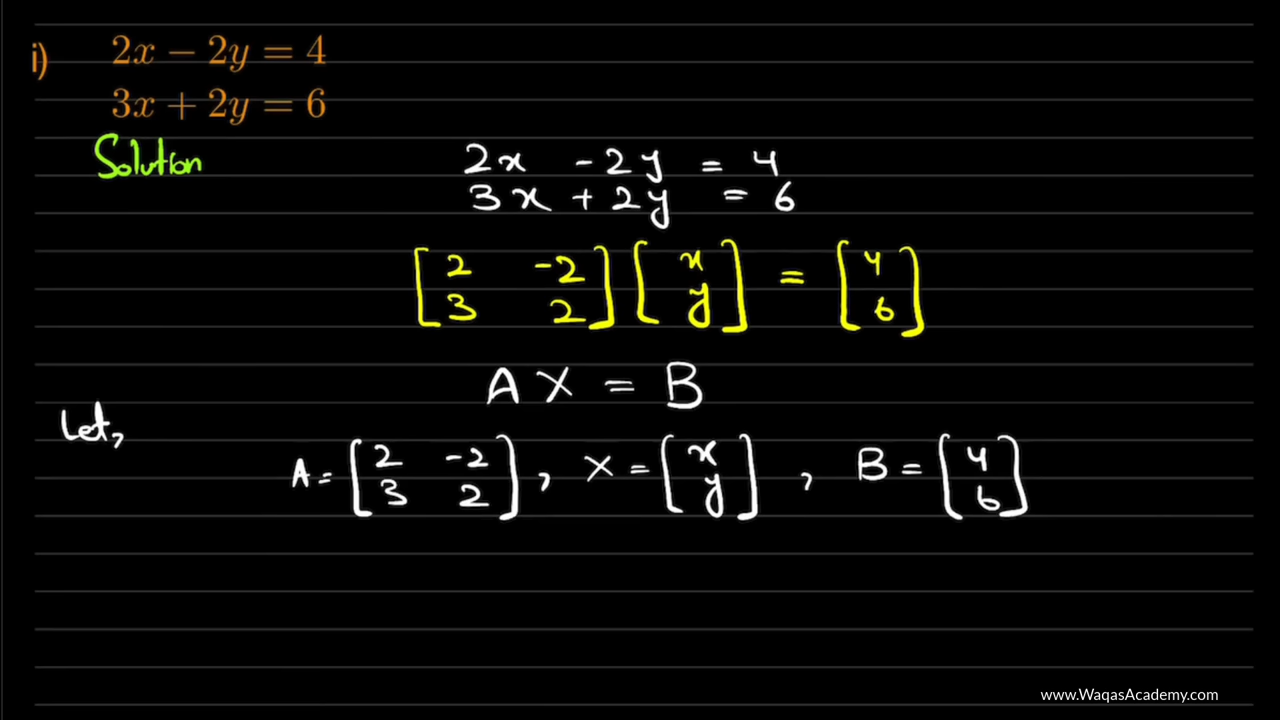 i) 2x − 2y = 4
3x + 2y = 6
Solution
2x - 2y = 4
3x + 2y = 6
[2 -2] [x] = [4]
[3 2] [y] [6]
A X = B
Let,
A = [2 -2], X = [x], B = [4]
[3 2] [y] [6]
www.WaqasAcademy.com